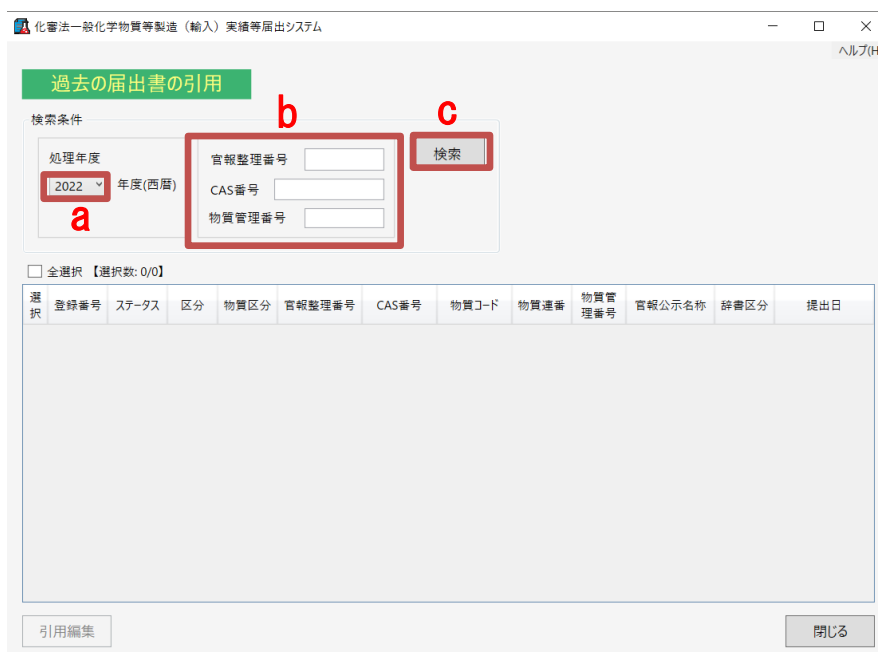 化審法一般化学物質等製造（輸入）実績等届出システム
ヘルプ(H
過去の届出書の引用
b
c
検索条件
処理年度
官報整理番号
検索
2022 年度(西暦)
CAS番号
a
物質管理番号
全選択 【選択数: 0/0】
選択 登録番号 ステータス 区分 物質区分 官報整理番号 CAS番号 物質コード 物質連番 物質管理番号 官報公示名称 辞書区分 提出日
引用編集
閉じる